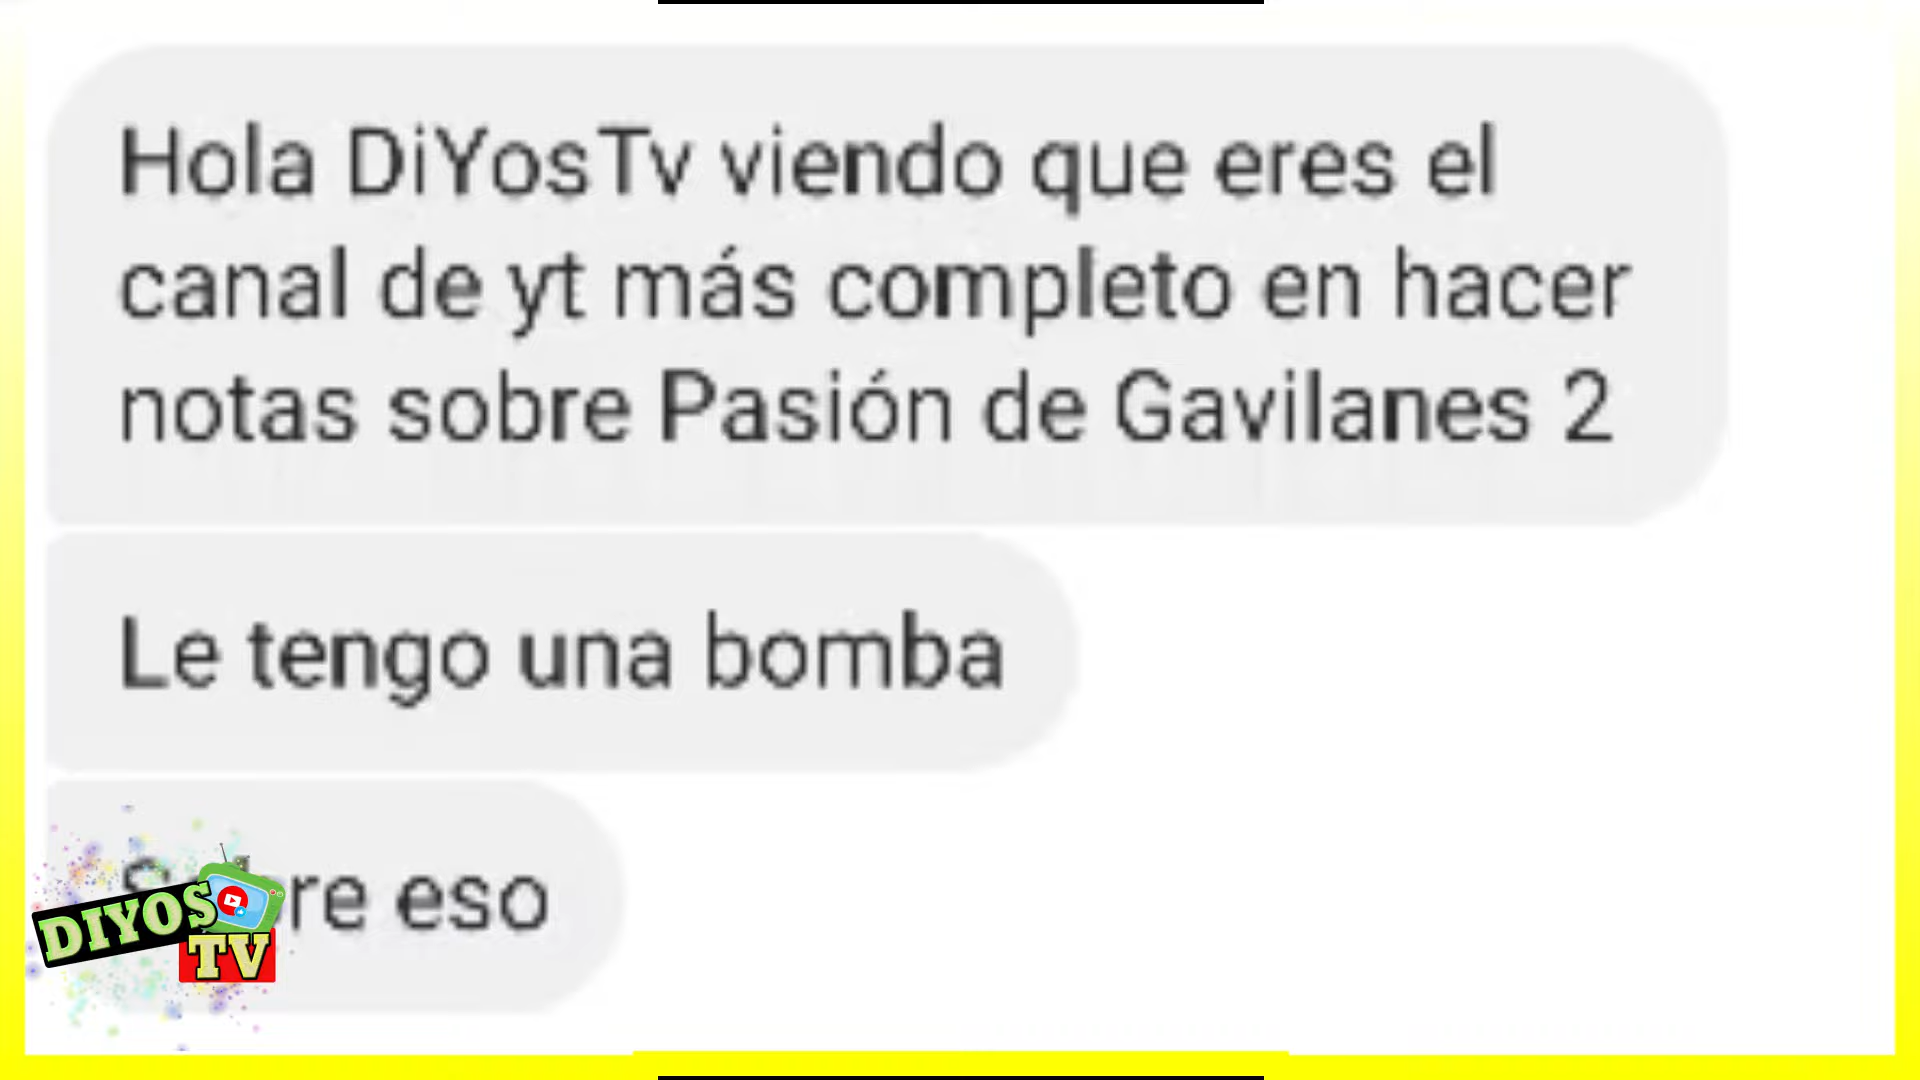 Hola DiYosTv viendo que eres el
canal de yt más completo en hacer
notas sobre Pasión de Gavilanes 2
Le tengo una bomba
eso
DIYOS
TV